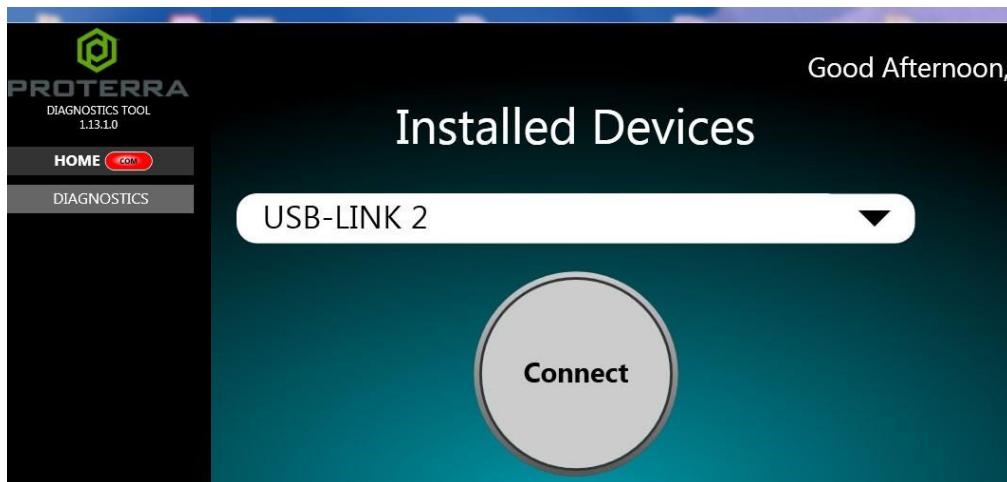 PROTERRA
DIAGNOSTICS TOOL
1.13.1.0
HOME COM
DIAGNOSTICS
Good Afternoon,
Installed Devices
USB-LINK 2
Connect